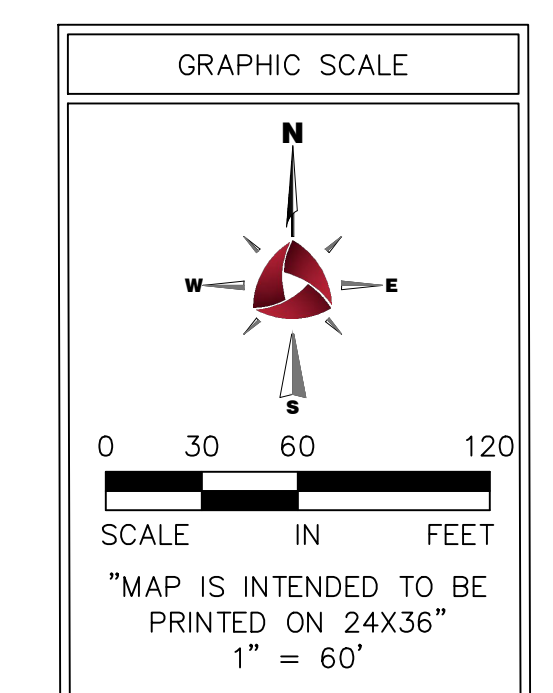 GRAPHIC SCALE
N
W E
S
0 30 60 120
SCALE IN FEET
"MAP IS INTENDED TO BE
PRINTED ON 24X36"
1" = 60'